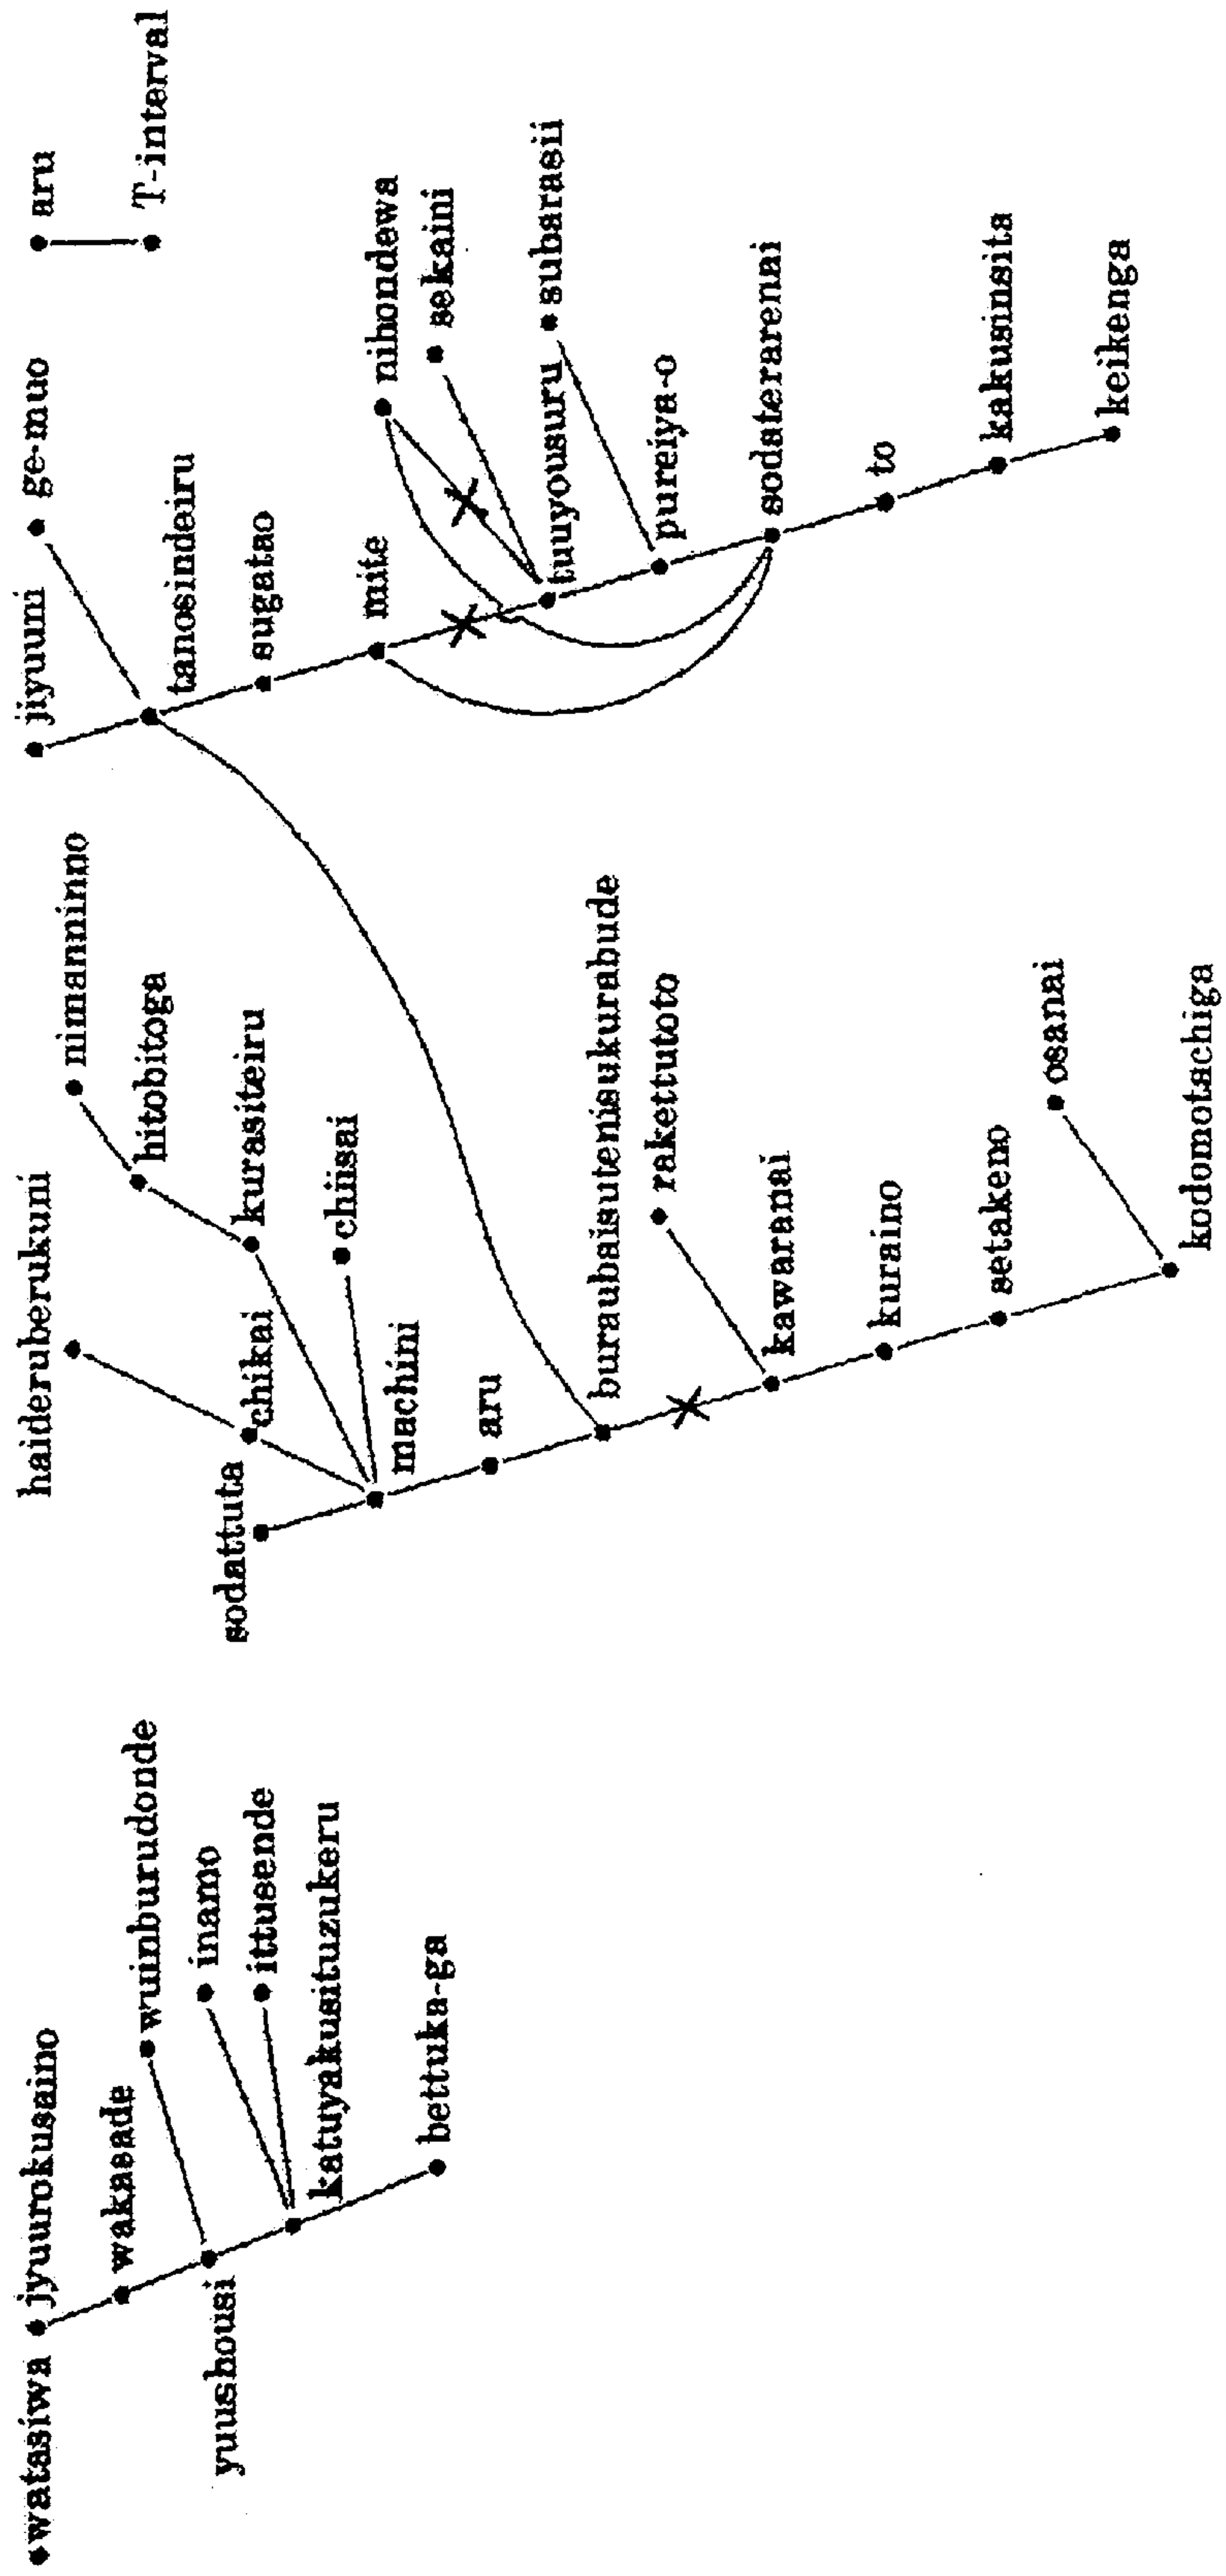 watasiwa
jyuurokusaino
wakasade
wuinburudonde
yuushousi
inamo
ittusende
katuyakusituzukeru
bettuka-ga
haideruberukuni
nimanninno
hitobitoga
sodattuta
chikai
kurasiteiru
chiisai
machini
aru
buraubaisutenisukurabude
rakettutoto
kawaranai
kuraino
setakeno
osanai
kodomotachiga
jiyuuni
ge-muo
tanosindeiru
sugatao
mite
nihondewa
sekaini
tuuyousuru
subarasii
pureiya-o
sodaterarenai
to
kakusinsita
keikenga
aru
T-interval